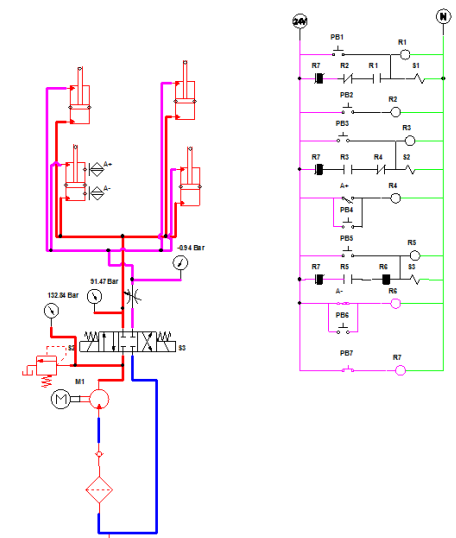 24V
N
PB1
R1
R7
R2
R1
S1
PB2
R2
PB3
R3
R7
R3
R4
S2
A+
R4
PB4
PB5
R5
R7
R5
R6
S3
A-
R6
PB6
PB7
R7
A+
A-
-0.94 Bar
91.47 Bar
132.84 Bar
S3
M1
M